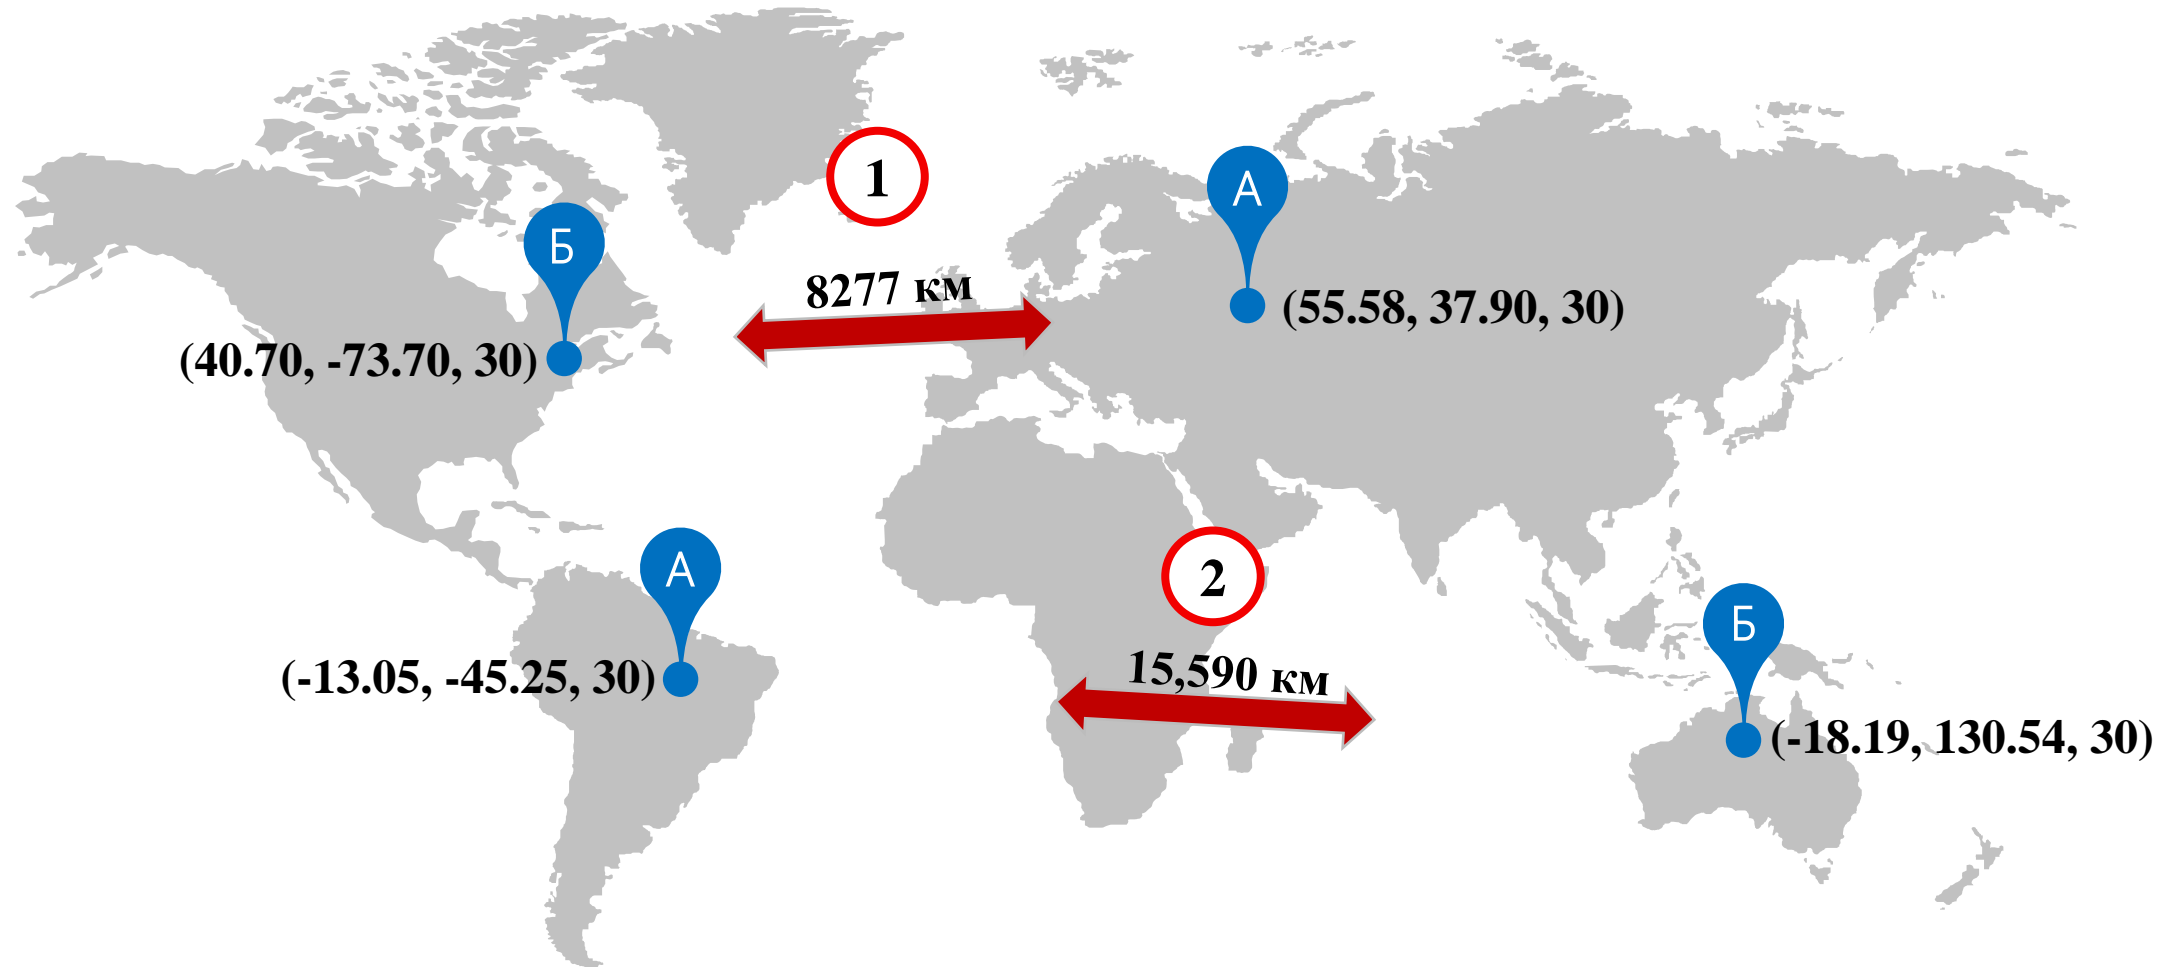 1
А
Б
8277 км
(55.58, 37.90, 30)
(40.70, -73.70, 30)
А
2
Б
(-13.05, -45.25, 30)
15,590 км
(-18.19, 130.54, 30)